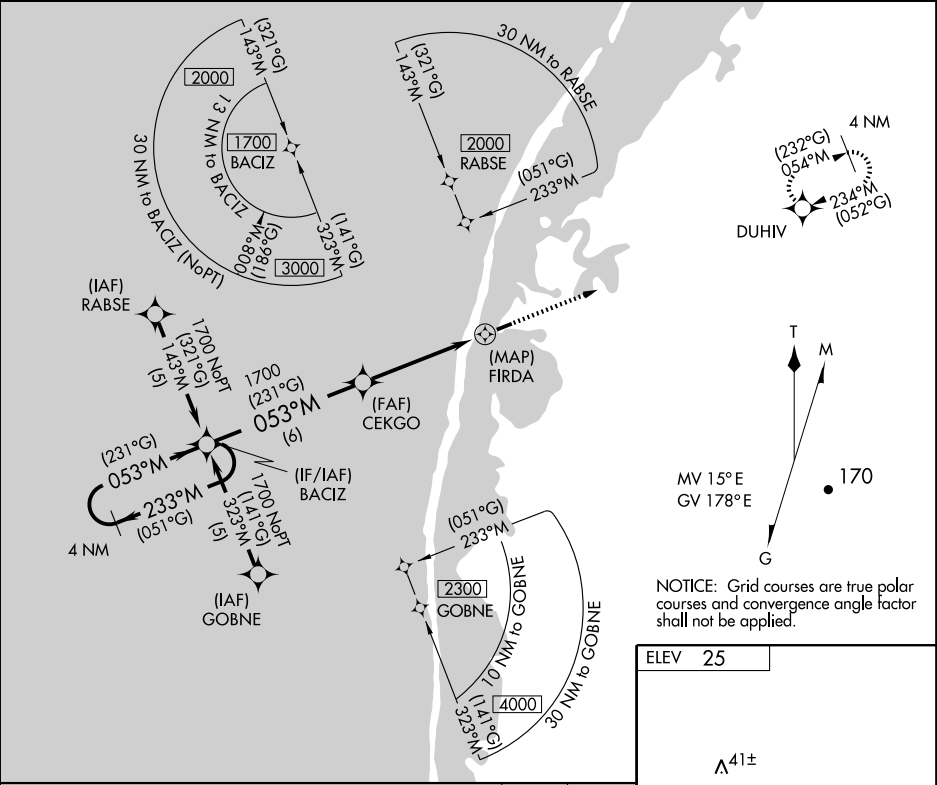 (321°G)
143°M
2000
13 NM to BACIZ
1700
BACIZ
30 NM to BACIZ (NoPT)
008°M
(186°G)
3000
(141°G)
323°M
30 NM to RABSE
(321°G)
143°M
2000
RABSE
(051°G)
233°M
4 NM
(232°G)
054°M
234°M
(052°G)
DUHIV
(IAF)
RABSE
1700 NoPT
(321°G)
143°M
(5)
1700
(231°G)
053°M
(6)
(FAF)
CEKGO
(MAP)
FIRDA
(231°G)
053°M
233°M
(051°G)
4 NM
(IF/IAF)
BACIZ
1700 NoPT
(141°G)
323°M
(5)
(IAF)
GOBNE
(051°G)
233°M
2300
GOBNE
10 NM to GOBNE
30 NM to GOBNE
4000
(141°G)
323°M
T
M
MV 15°E
GV 178°E
G
170
NOTICE: Grid courses are true polar
courses and convergence angle factor
shall not be applied.
ELEV 25
41±